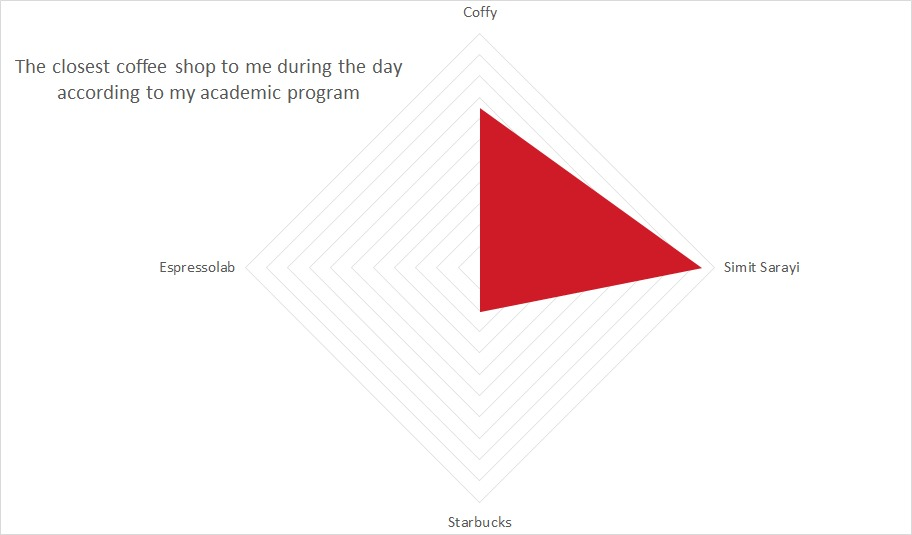 Coffy
The closest coffee shop to me during the day
according to my academic program
Espressolab
Simit Sarayi
Starbucks